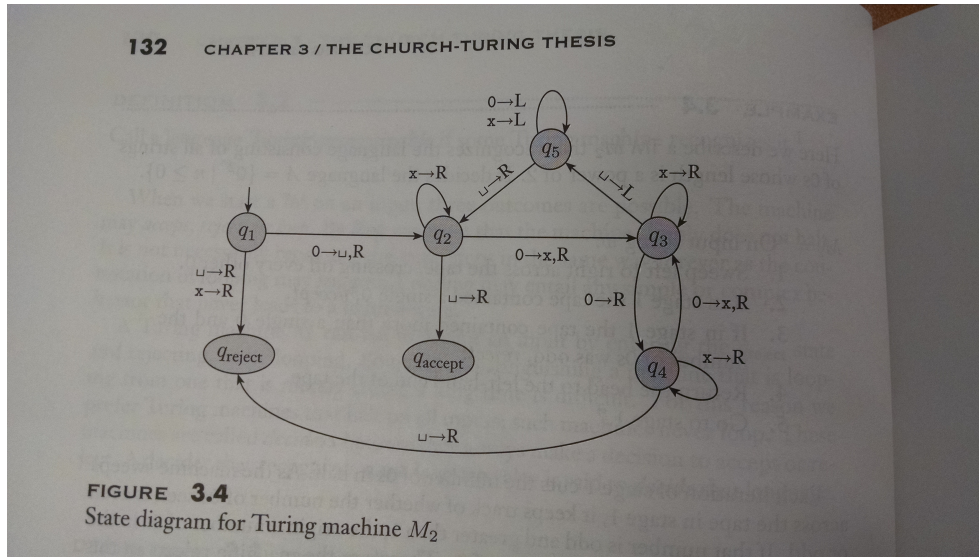 132 CHAPTER 3 / THE CHURCH-TURING THESIS
0→L
x→L
q5
x→R
⊔→R
⊔→L
x→R
q1
q2
q3
0→⊔,R
0→x,R
⊔→R
x→R
⊔→R
0→R
0→x,R
qreject
qaccept
q4
x→R
⊔→R
FIGURE 3.4
State diagram for Turing machine M2